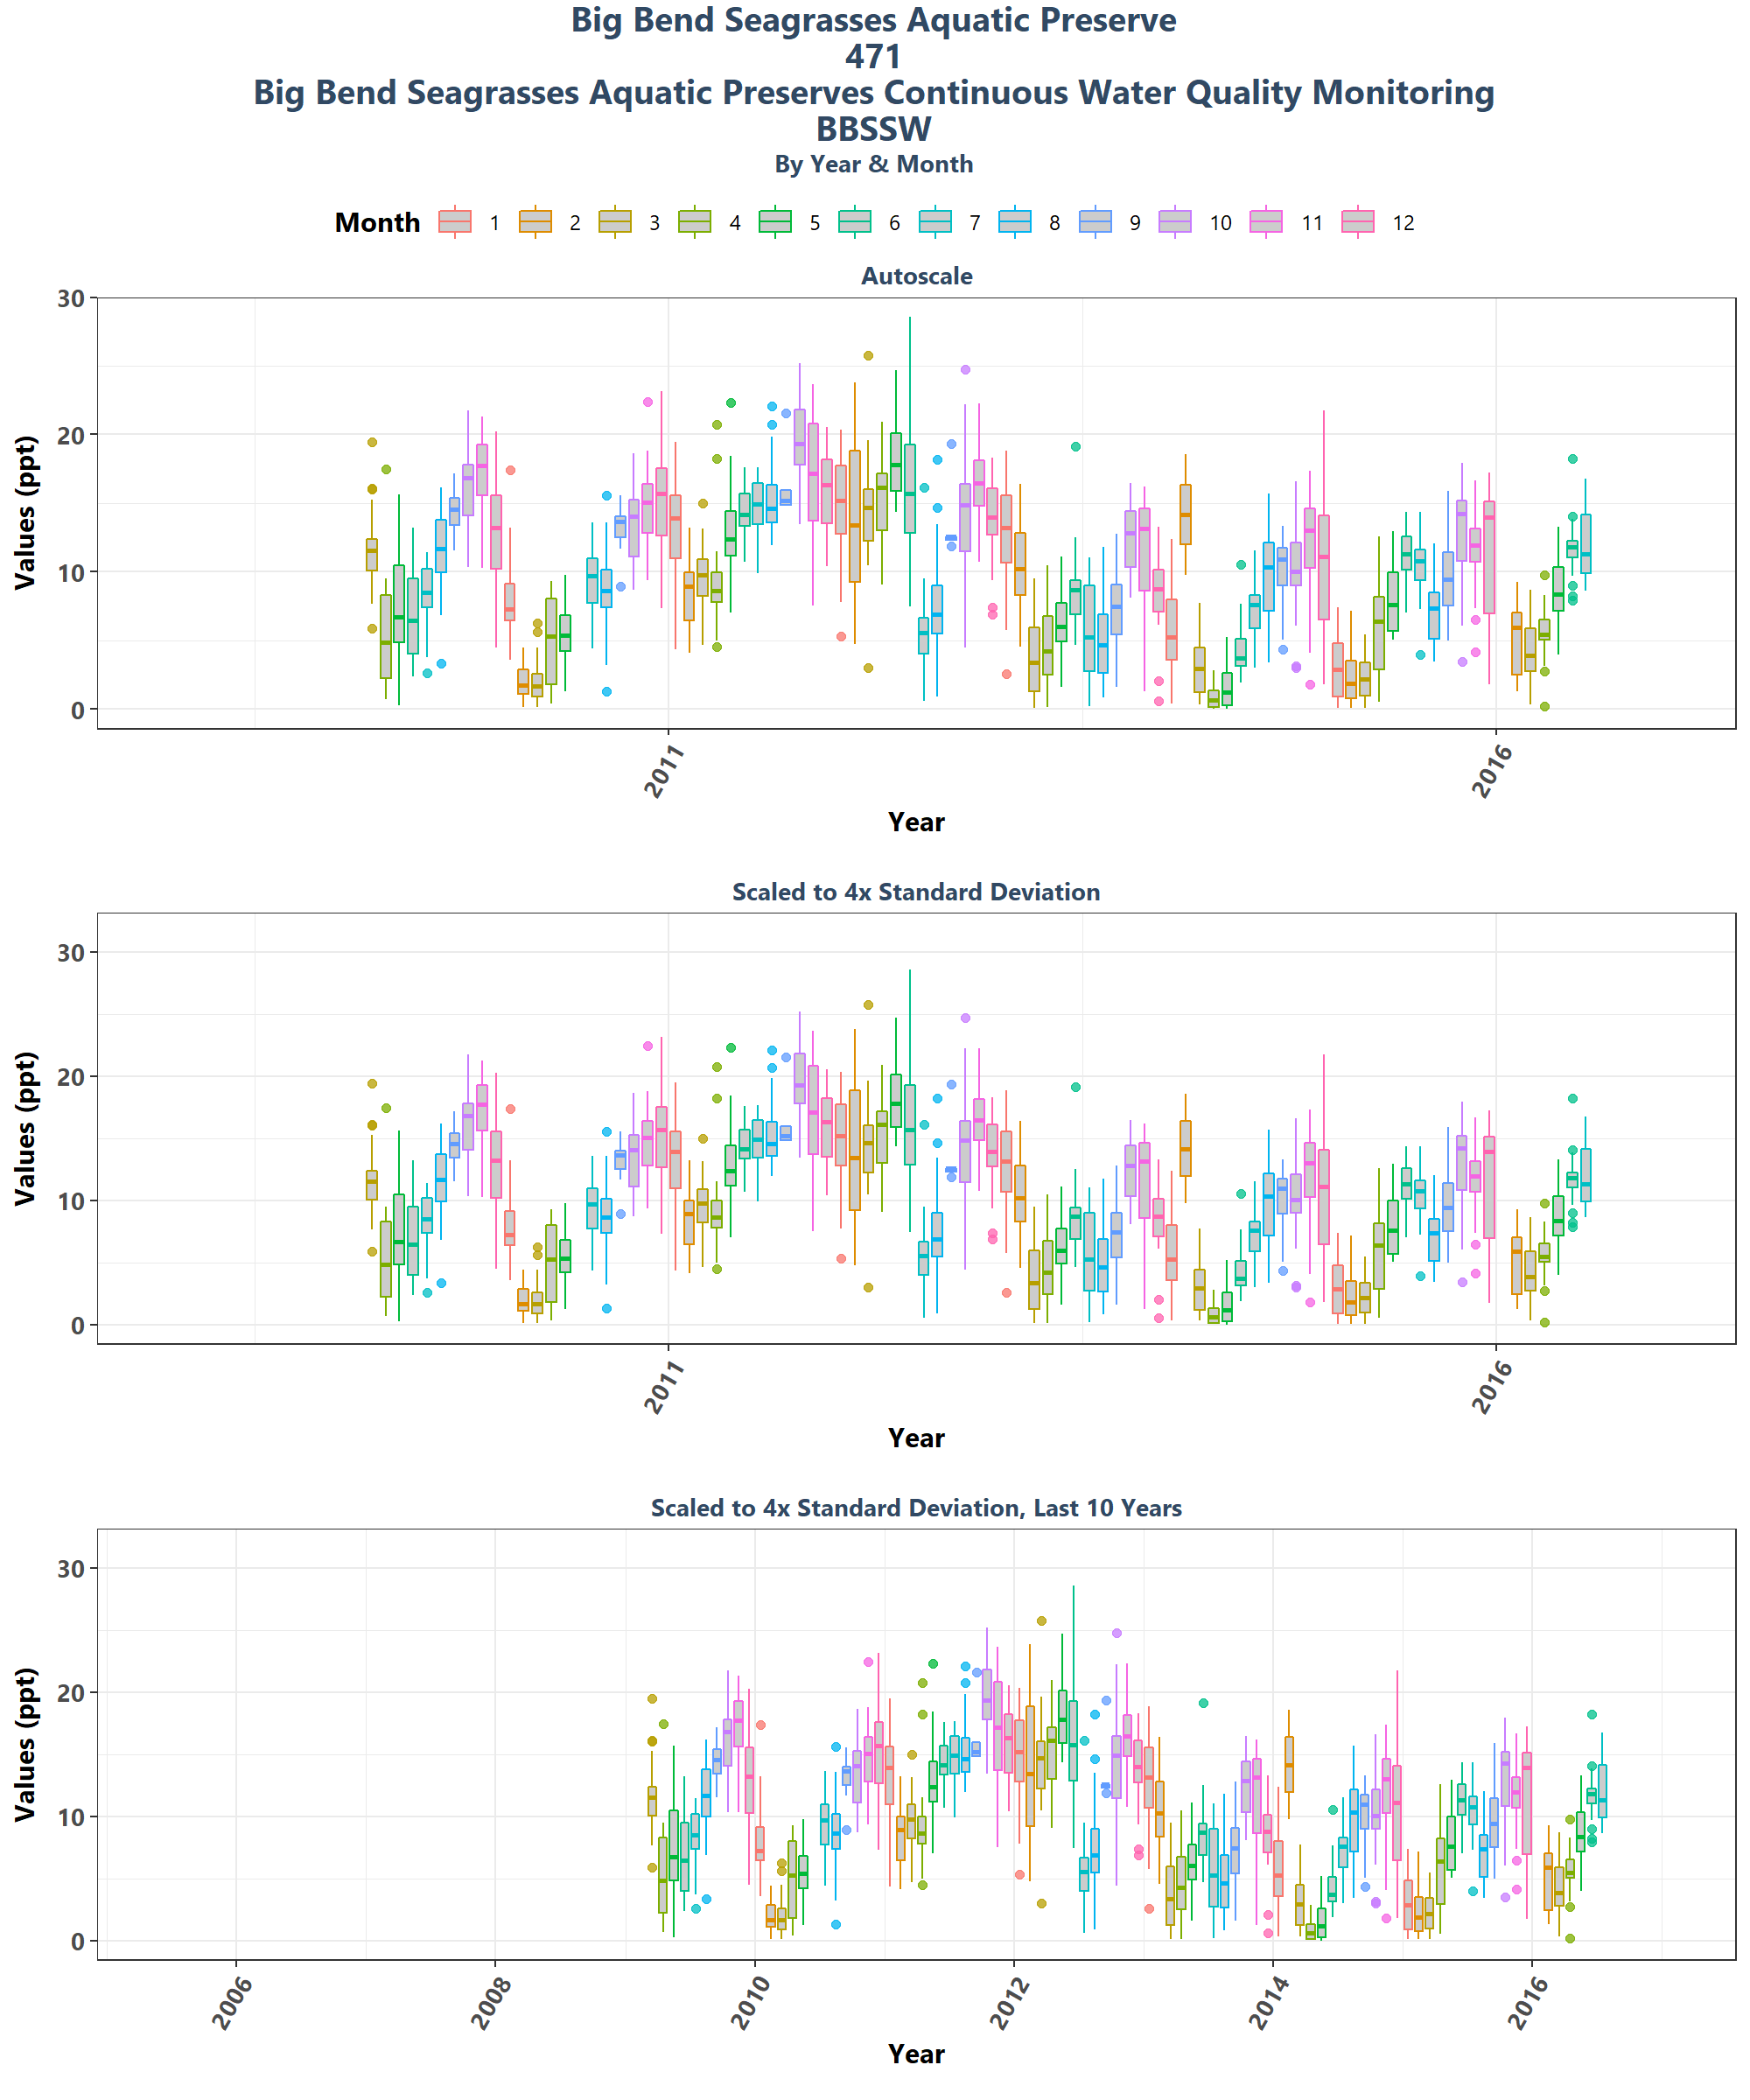 Big Bend Seagrasses Aquatic Preserve
471
Big Bend Seagrasses Aquatic Preserves Continuous Water Quality Monitoring
BBSSW
By Year & Month
Month 1 2 3 4 5 6 7 8 9 10 11 12
Autoscale
Values (ppt)
30
20
10
0
2011 2016
Year
Scaled to 4x Standard Deviation
Values (ppt)
30
20
10
0
2011 2016
Year
Scaled to 4x Standard Deviation, Last 10 Years
Values (ppt)
30
20
10
0
2006 2008 2010 2012 2014 2016
Year